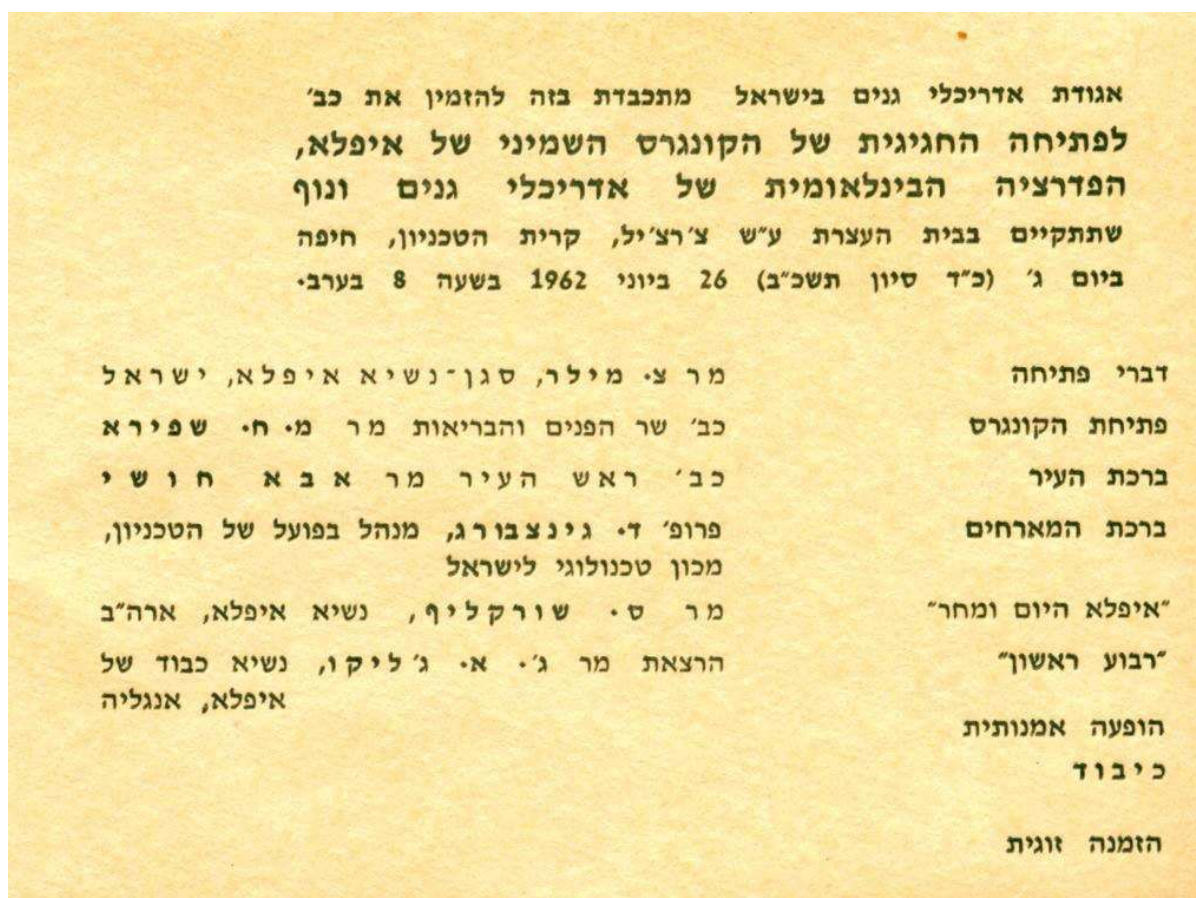 אגודת אדריכלי גנים בישראל מתכבדת בזה להזמין את כב׳
לפתיחה החגיגית של הקונגרס השמיני של איפלא,
הפדרציה הבינלאומית של אדריכלי גנים ונוף
שתתקיים בבית העצרת ע״ש צ׳רצ׳יל, קרית הטכניון, חיפה
ביום ג׳ (כ״ד סיון תשכ״ב) 26 ביוני 1962 בשעה 8 בערב.
דברי פתיחה מר צ. מילר, סגן־נשיא איפלא, ישראל
פתיחת הקונגרס כב׳ שר הפנים והבריאות מר מ. ח. שפירא
ברכת העיר כב׳ ראש העיר מר אבא חושי
ברכת המארחים פרופ׳ ד. גינצבורג, מנהל בפועל של הטכניון,
מכון טכנולוגי לישראל
״איפלא היום ומחר״ מר ס. שורקליף, נשיא איפלא, ארה״ב
״רבוע ראשון״ הרצאת מר ג׳. א. ג׳ליקו, נשיא כבוד של
איפלא, אנגליה
הופעה אמנותית
כיבוד
הזמנה זוגית